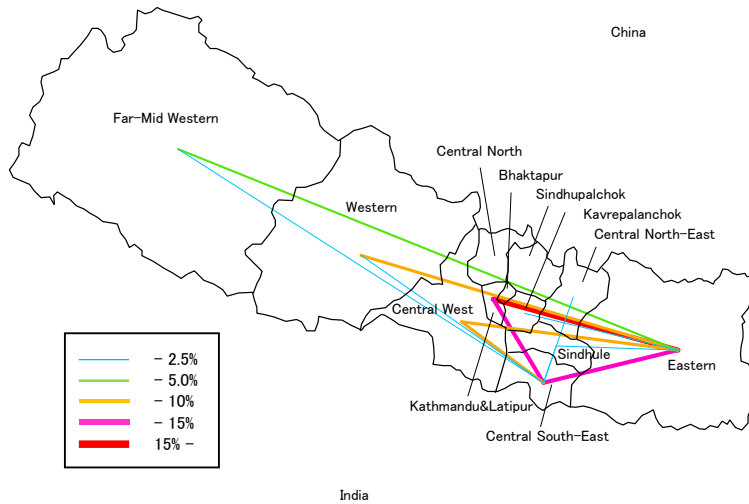 China
Far-Mid Western
Central North
Bhaktapur
Sindhupalchok
Western
Kavrepalanchok
Central North-East
Central West
Sindhule
Eastern
Kathmandu&Latipur
Central South-East
- 2.5%
- 5.0%
- 10%
- 15%
15% -
India